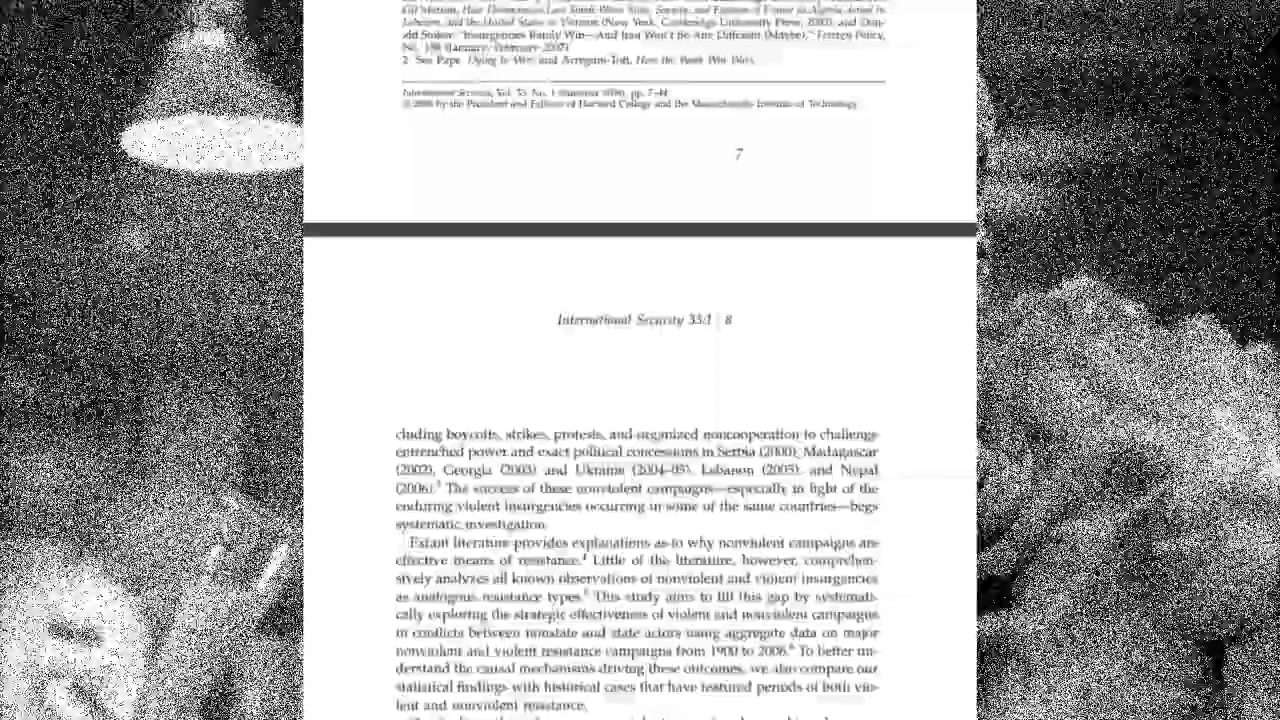 Gil Merom, How Democracies Lose Small Wars: State, Society, and Failures of France in Algeria, Israel in
Lebanon, and the United States in Vietnam (New York: Cambridge University Press, 2003); and Don-
ald Stoker, "Insurgencies Rarely Win—And Iraq Won't Be Any Different (Maybe)," Foreign Policy,
No. 158 (January/February 2007).
2. See Pape, Dying to Win; and Arreguín-Toft, How the Weak Win Wars.
International Security, Vol. 33, No. 1 (Summer 2008), pp. 7–44
© 2008 by the President and Fellows of Harvard College and the Massachusetts Institute of Technology.
7
International Security 33:1 | 8
cluding boycotts, strikes, protests, and organized noncooperation to challenge
entrenched power and exact political concessions in Serbia (2000), Madagascar
(2002), Georgia (2003) and Ukraine (2004–05), Lebanon (2005), and Nepal
(2006).3 The success of these nonviolent campaigns—especially in light of the
enduring violent insurgencies occurring in some of the same countries—begs
systematic investigation.
Extant literature provides explanations as to why nonviolent campaigns are
effective means of resistance.4 Little of the literature, however, comprehen-
sively analyzes all known observations of nonviolent and violent insurgencies
as analogous resistance types.5 This study aims to fill this gap by systemati-
cally exploring the strategic effectiveness of violent and nonviolent campaigns
in conflicts between nonstate and state actors using aggregate data on major
nonviolent and violent resistance campaigns from 1900 to 2006.6 To better un-
derstand the causal mechanisms driving these outcomes, we also compare our
statistical findings with historical cases that have featured periods of both vio-
lent and nonviolent resistance.